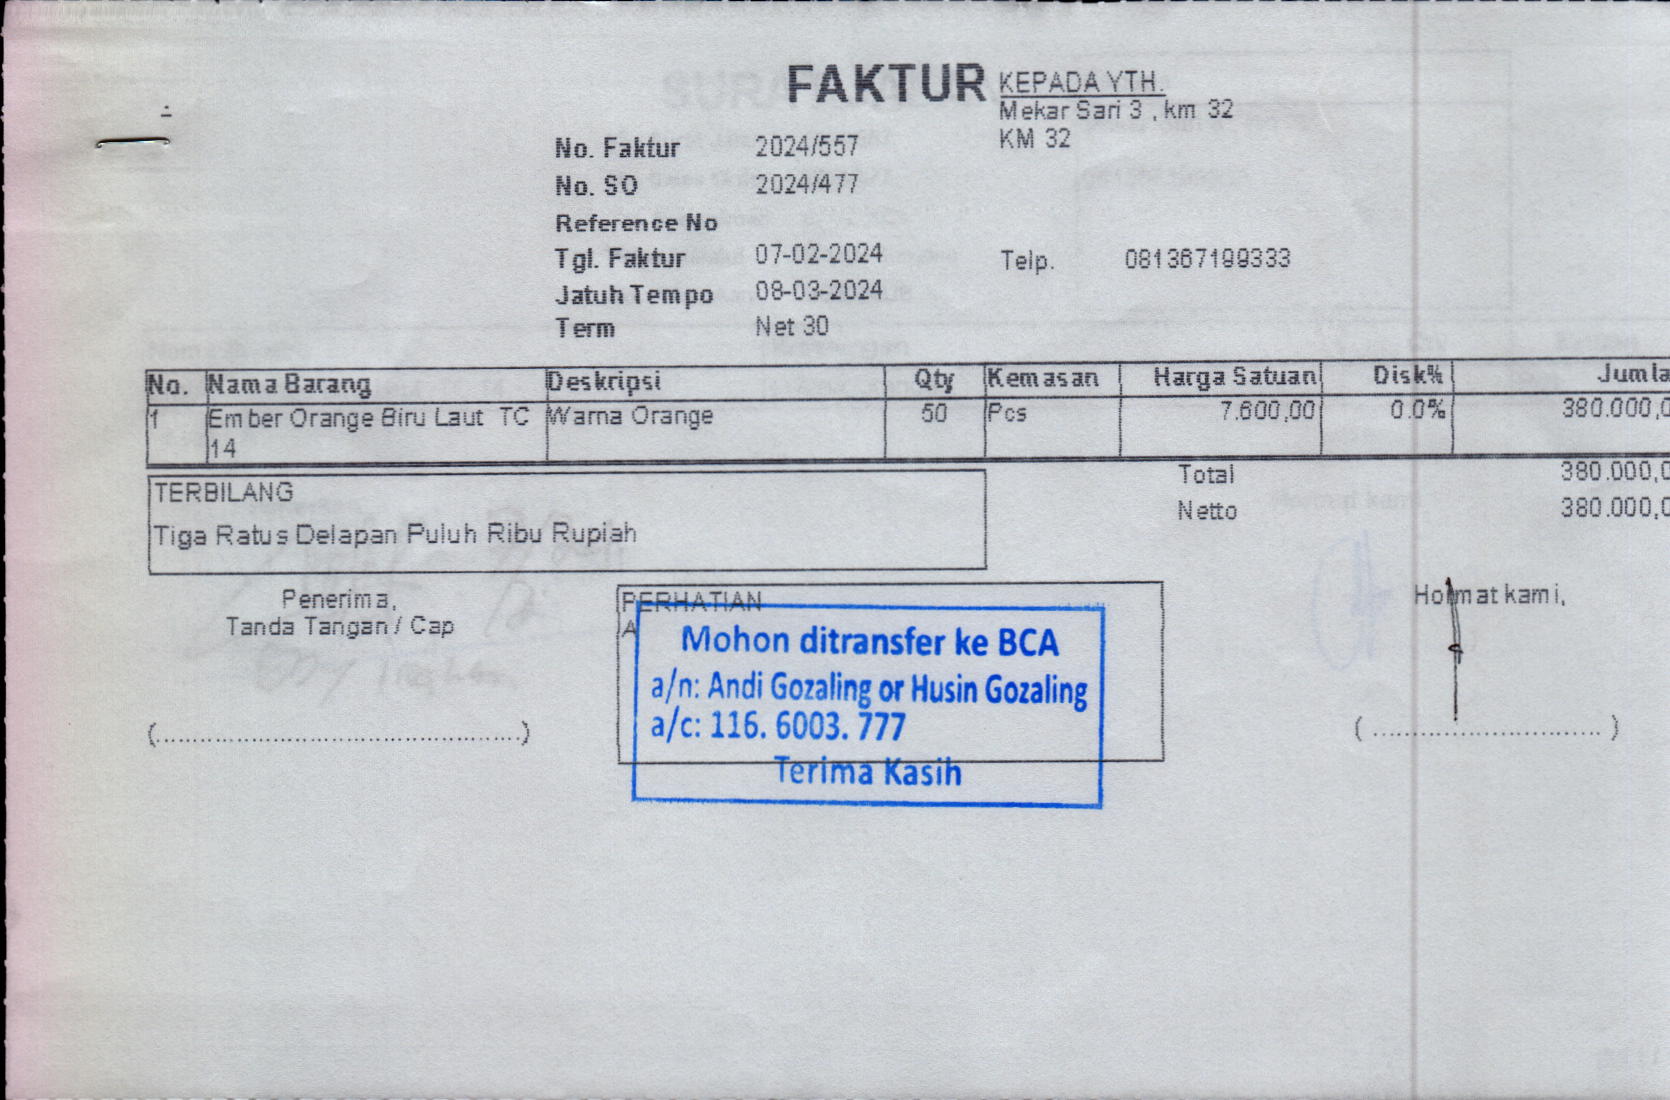 FAKTUR
KEPADA YTH.
Mekar Sari 3 , km 32
KM 32
No. Faktur 2024/557
No. SO 2024/477
Reference No
Tgl. Faktur 07-02-2024
Telp. 081367199333
Jatuh Tempo 08-03-2024
Term Net 30
No. Nama Barang Deskripsi Qty Kemasan Harga Satuan Disk% Jumla
1 Ember Orange Biru Laut TC Warna Orange 50 Pcs 7.600,00 0.0% 380.000,0
14
Total 380.000,0
Netto 380.000,0
TERBILANG
Tiga Ratus Delapan Puluh Ribu Rupiah
Penerima,
Tanda Tangan / Cap
(.................................................)
PERHATIAN
A
Mohon ditransfer ke BCA
a/n: Andi Gozaling or Husin Gozaling
a/c: 116. 6003. 777
Terima Kasih
Hormat kami,
( ............................... )